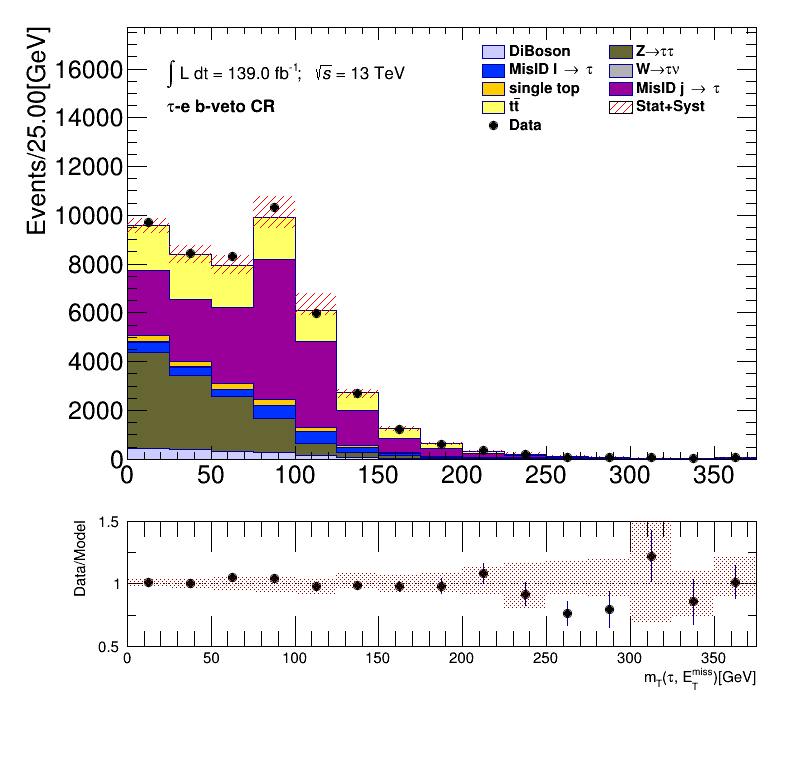 Events/25.00[GeV]
16000
14000
12000
10000
8000
6000
4000
2000
0
∫ L dt = 139.0 fb⁻¹; √s = 13 TeV
τ-e b-veto CR
DiBoson Z→ττ
MisID l → τ W→τν
single top MisID j → τ
tt̄ Stat+Syst
Data
0 50 100 150 200 250 300 350
Data/Model
1.5
1
0.5
0 50 100 150 200 250 300 350
m_T(τ, E_T^miss)[GeV]